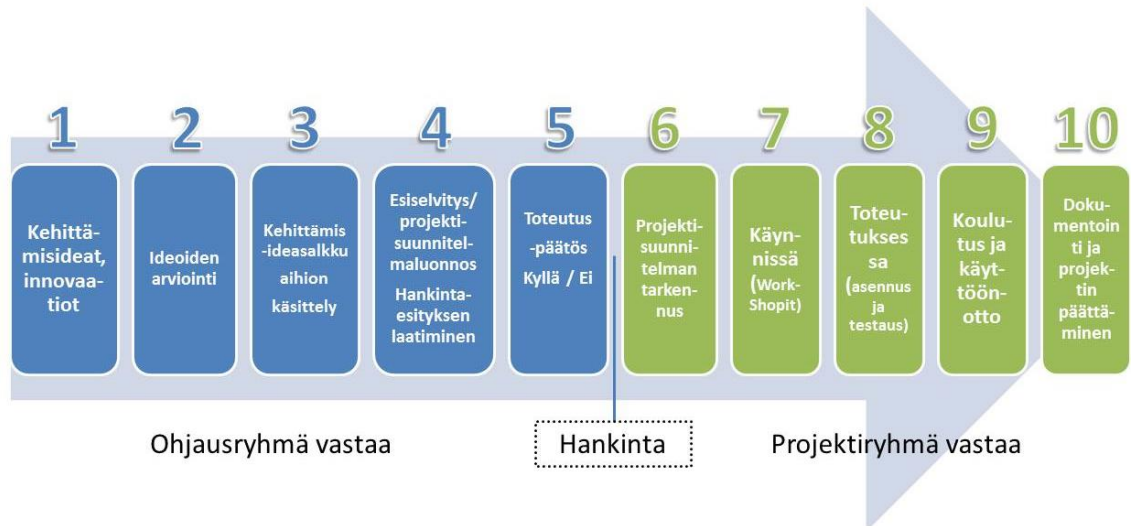 1
Kehittä-
misideat,
innovaa-
tiot
2
Ideoiden
arviointi
3
Kehittämis
-ideasalkku
aihion
käsittely
4
Esiselvitys/
projekti-
suunnitel-
maluonnos
Hankinta-
esityksen
laatiminen
5
Toteutus
-päätös
Kyllä / Ei
6
Projekti-
suunni-
telman
tarken-
nus
7
Käyn-
nissä
(Work-
Shopit)
8
Toteu-
tukses
sa
(asennus
ja
testaus)
9
Koulu-
tus ja
käyt-
töön-
otto
10
Doku-
mentoin
ti ja
projek-
tin
päättä-
minen
Ohjausryhmä vastaa
Hankinta
Projektiryhmä vastaa